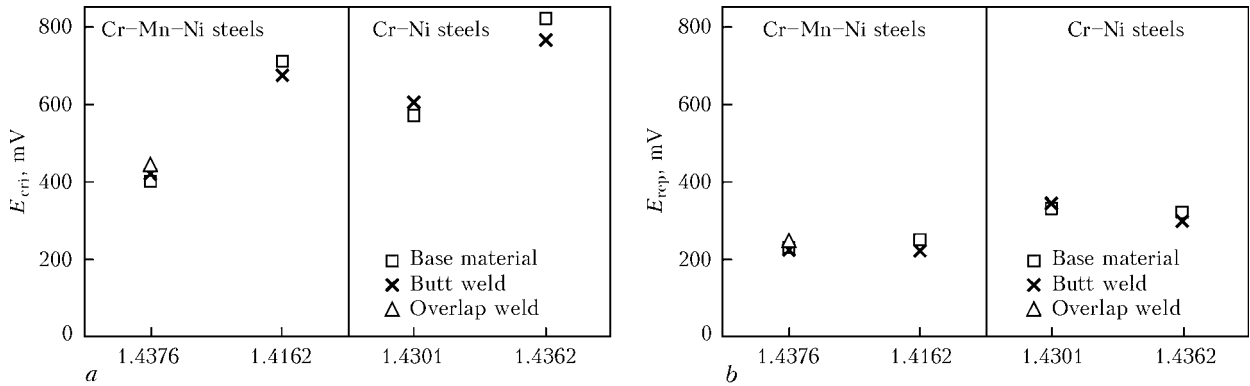 800
600
400
200
0
E_cri, mV
Cr–Mn–Ni steels
Cr–Ni steels
Base material
Butt weld
Overlap weld
1.4376 1.4162 1.4301 1.4362
a
800
600
400
200
0
E_rep, mV
Cr–Mn–Ni steels
Cr–Ni steels
Base material
Butt weld
Overlap weld
1.4376 1.4162 1.4301 1.4362
b